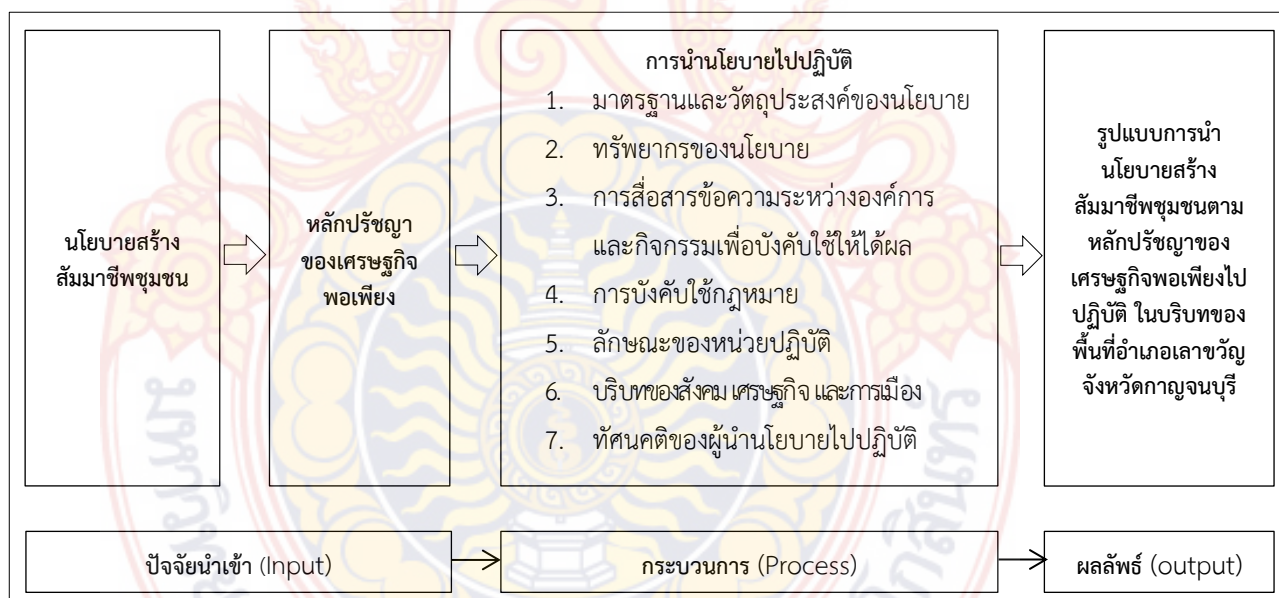 นโยบายสร้าง
สัมมาชีพชุมชน
หลักปรัชญา
ของเศรษฐกิจ
พอเพียง
การนำนโยบายไปปฏิบัติ
1. มาตรฐานและวัตถุประสงค์ของนโยบาย
2. ทรัพยากรของนโยบาย
3. การสื่อสารข้อความระหว่างองค์การ
และกิจกรรมเพื่อบังคับใช้ให้ได้ผล
4. การบังคับใช้กฎหมาย
5. ลักษณะของหน่วยปฏิบัติ
6. บริบทของสังคม เศรษฐกิจ และการเมือง
7. ทัศนคติของผู้นำนโยบายไปปฏิบัติ
รูปแบบการนำ
นโยบายสร้าง
สัมมาชีพชุมชนตาม
หลักปรัชญาของ
เศรษฐกิจพอเพียงไป
ปฏิบัติ ในบริบทของ
พื้นที่อำเภอเลาขวัญ
จังหวัดกาญจนบุรี
ปัจจัยนำเข้า (Input)
กระบวนการ (Process)
ผลลัพธ์ (output)